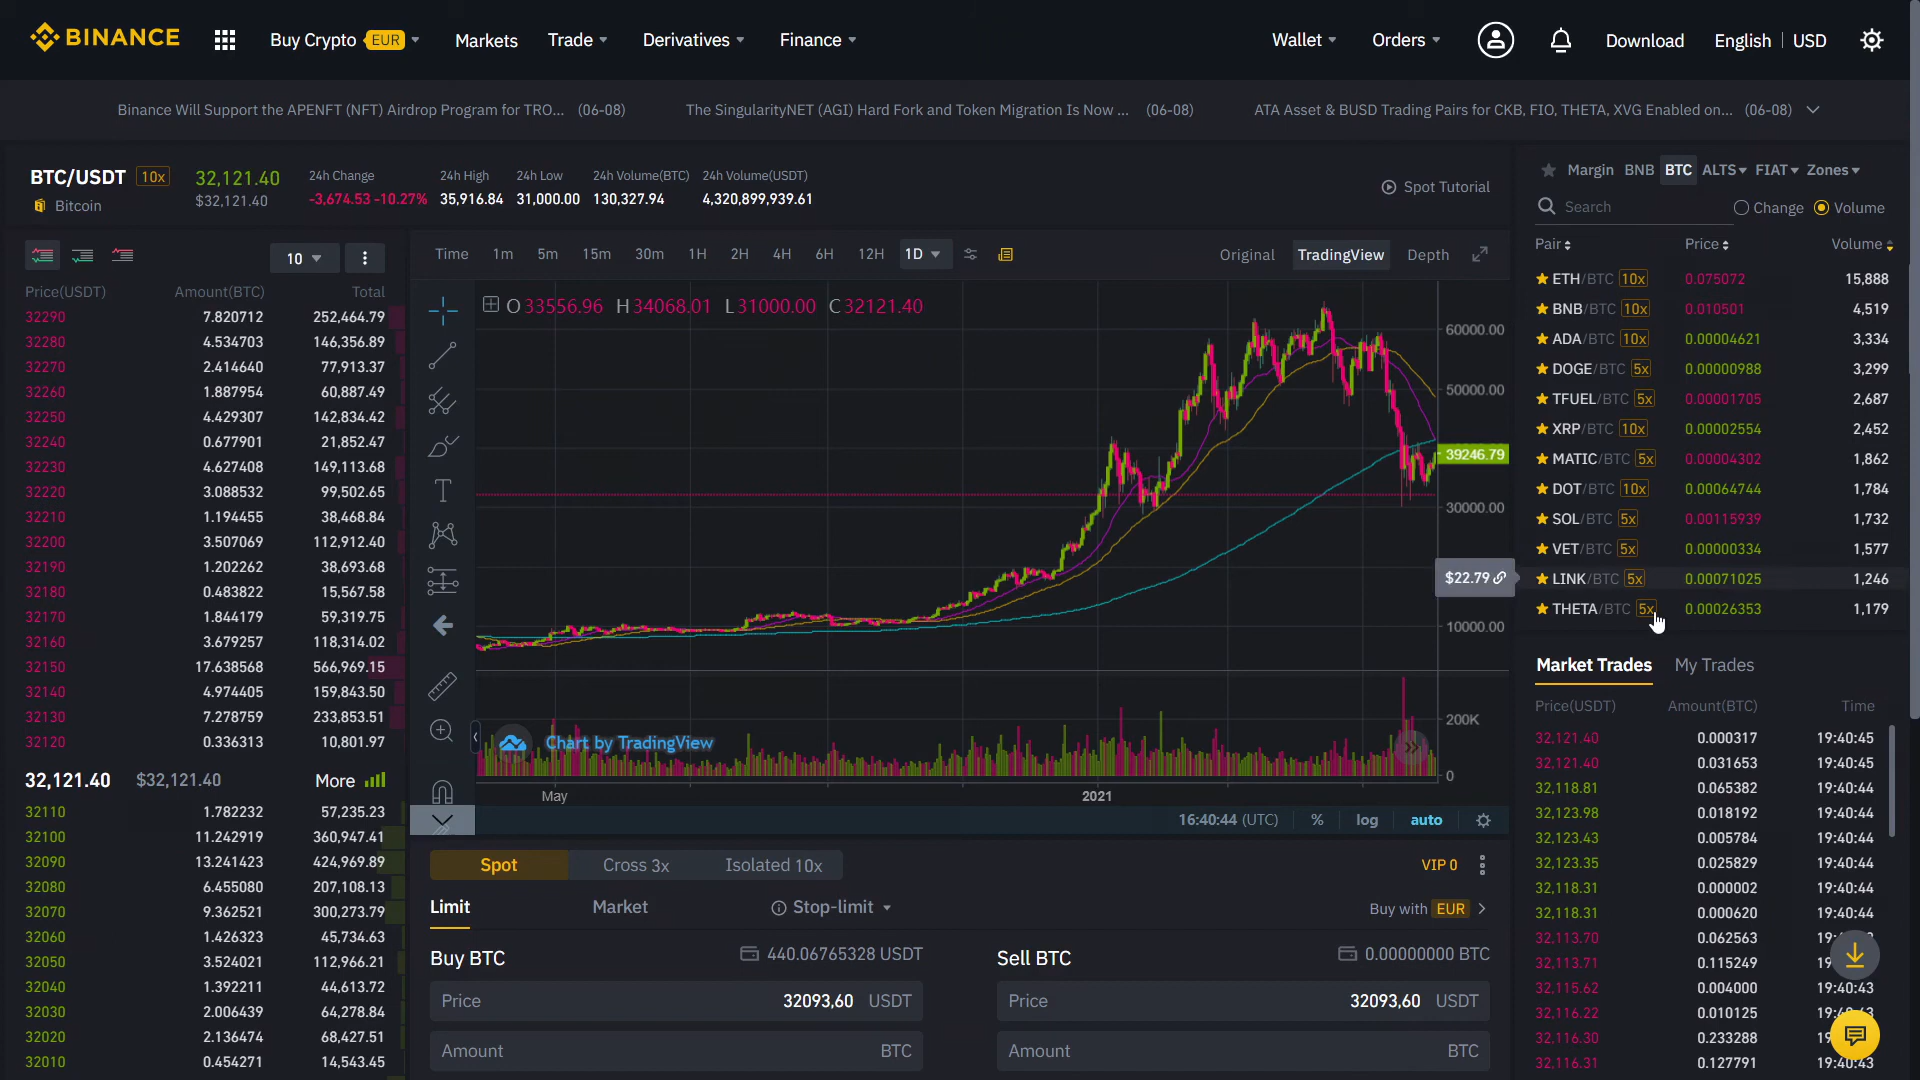 BINANCE
Buy Crypto EUR
Markets
Trade
Derivatives
Finance
Wallet
Orders
Download
English | USD
Binance Will Support the APENFT (NFT) Airdrop Program for TRO... (06-08)
The SingularityNET (AGI) Hard Fork and Token Migration Is Now ... (06-08)
ATA Asset & BUSD Trading Pairs for CKB, FIO, THETA, XVG Enabled on... (06-08)
BTC/USDT 10x
Bitcoin
32,121.40
$32,121.40
24h Change
-3,674.53 -10.27%
24h High
35,916.84
24h Low
31,000.00
24h Volume(BTC)
130,327.94
24h Volume(USDT)
4,320,899,939.61
Spot Tutorial
10
Price(USDT) Amount(BTC) Total
32290 7.820712 252,464.79
32280 4.534703 146,356.89
32270 2.414640 77,913.37
32260 1.887954 60,887.49
32250 4.429307 142,834.42
32240 0.677901 21,852.47
32230 4.627408 149,113.68
32220 3.088532 99,502.65
32210 1.194455 38,468.84
32200 3.507069 112,912.40
32190 1.202262 38,693.68
32180 0.483822 15,567.58
32170 1.844179 59,319.75
32160 3.679257 118,314.02
32150 17.638568 566,969.15
32140 4.974405 159,843.50
32130 7.278759 233,853.51
32120 0.336313 10,801.97
32,121.40 $32,121.40 More
32110 1.782232 57,235.23
32100 11.242919 360,947.41
32090 13.241423 424,969.89
32080 6.455080 207,108.13
32070 9.362521 300,273.79
32060 1.426323 45,734.63
32050 3.524021 112,966.21
32040 1.392211 44,613.72
32030 2.006439 64,278.84
32020 2.136474 68,427.51
32010 0.454271 14,543.45
Time 1m 5m 15m 30m 1H 2H 4H 6H 12H 1D
Original TradingView Depth
O 33556.96 H 34068.01 L 31000.00 C 32121.40
60000.00
50000.00
39246.79
30000.00
$22.79
10000.00
200K
0
Chart by TradingView
May
2021
16:40:44 (UTC) % log auto
Spot Cross 3x Isolated 10x
VIP 0
Limit Market Stop-limit
Buy with EUR
Buy BTC 440.06765328 USDT
Price 32093,60 USDT
Amount BTC
Sell BTC 0.00000000 BTC
Price 32093,60 USDT
Amount BTC
Margin BNB BTC ALTS FIAT Zones
Search
Change Volume
Pair Price Volume
ETH/BTC 10x 0.075072 15,888
BNB/BTC 10x 0.010501 4,519
ADA/BTC 10x 0.00004621 3,334
DOGE/BTC 5x 0.00000988 3,299
TFUEL/BTC 5x 0.00001705 2,687
XRP/BTC 10x 0.00002554 2,452
MATIC/BTC 5x 0.00004302 1,862
DOT/BTC 10x 0.00064744 1,784
SOL/BTC 5x 0.00115939 1,732
VET/BTC 5x 0.00000334 1,577
LINK/BTC 5x 0.00071025 1,246
THETA/BTC 5x 0.00026353 1,179
Market Trades My Trades
Price(USDT) Amount(BTC) Time
32,121.40 0.000317 19:40:45
32,121.40 0.031653 19:40:45
32,118.81 0.065382 19:40:44
32,123.98 0.018192 19:40:44
32,123.43 0.005784 19:40:44
32,123.35 0.025829 19:40:44
32,118.31 0.000002 19:40:44
32,118.31 0.000620 19:40:44
32,113.70 0.062563
32,113.71 0.115249
32,115.62 0.004000 19:40:43
32,116.22 0.010125
32,116.30 0.233288
32,116.31 0.127791 19:40:43